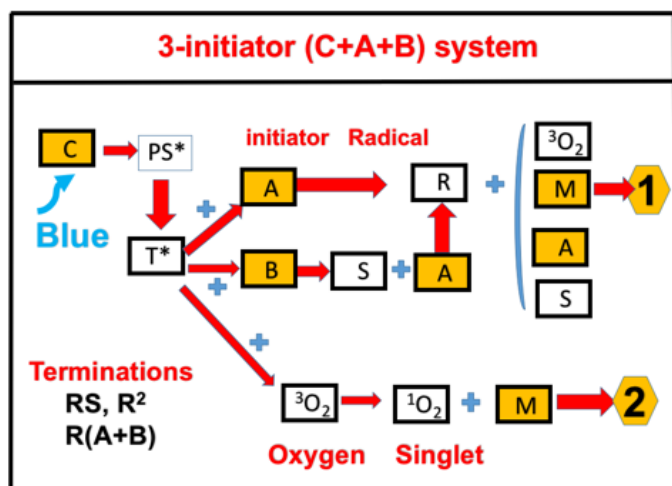 3-initiator (C+A+B) system
C
PS*
initiator Radical
A
R
+
³O₂
M
1
Blue
+
T*
+
B
S
+
A
A
S
+
Terminations
RS, R²
R(A+B)
³O₂
¹O₂
+
M
2
Oxygen Singlet